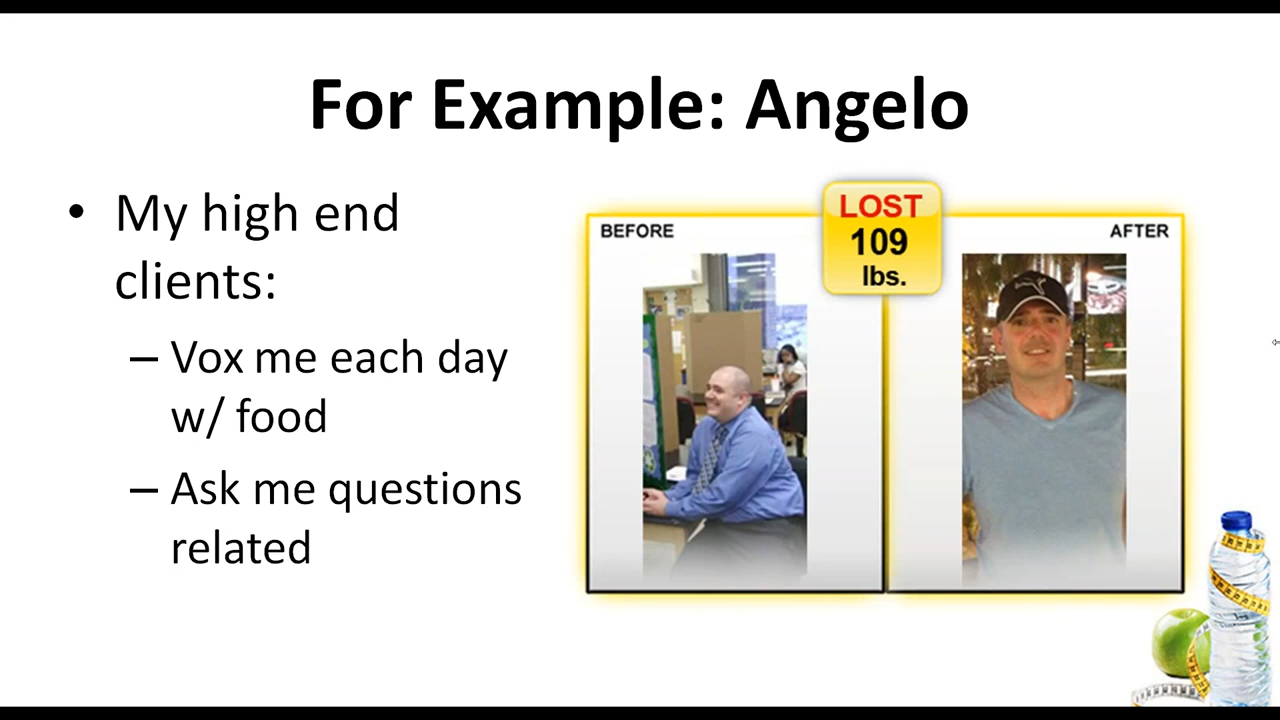 For Example: Angelo
• My high end
clients:
– Vox me each day
w/ food
– Ask me questions
related
LOST
109
lbs.
BEFORE
AFTER